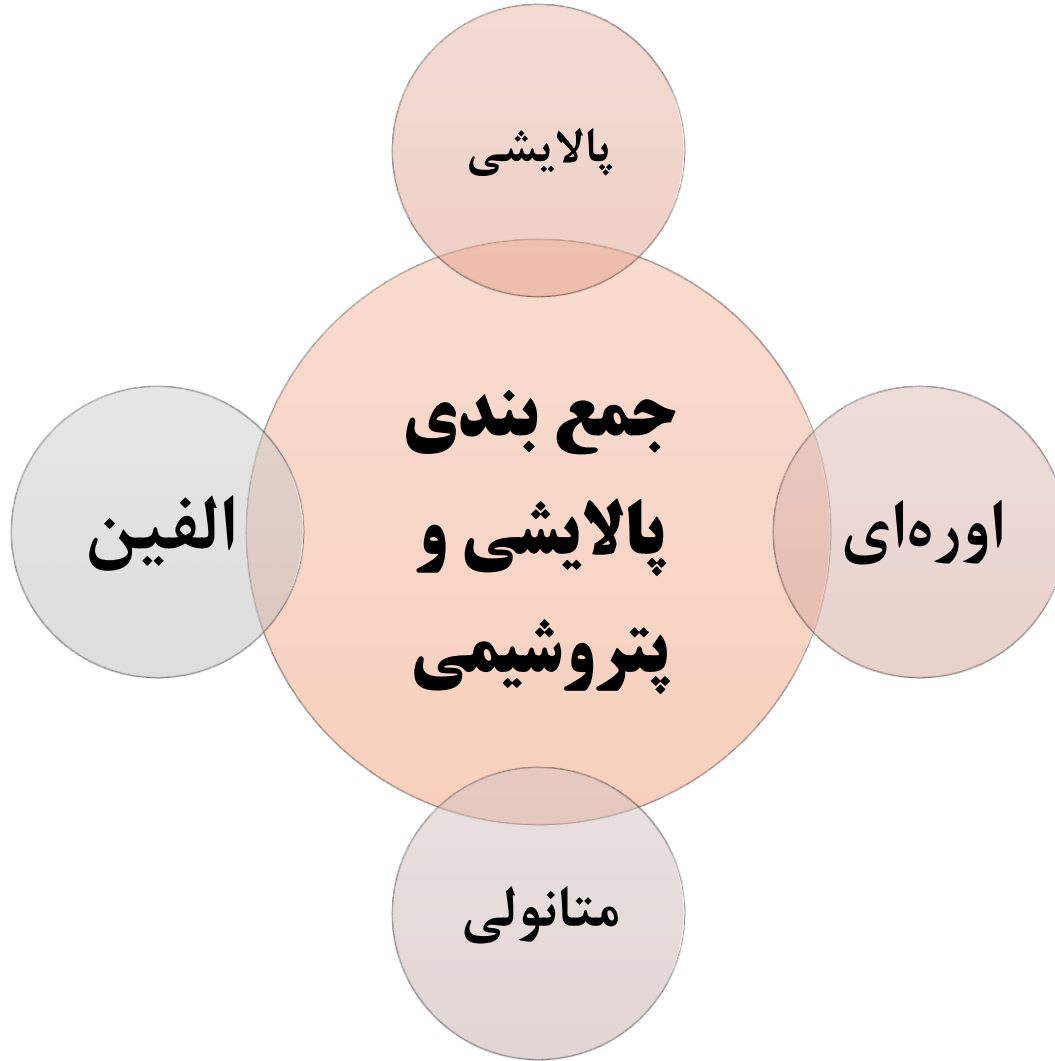 پالایشی
جمع بندی
پالایشی و
پتروشیمی
اوره‌ای
الفین
متانولی